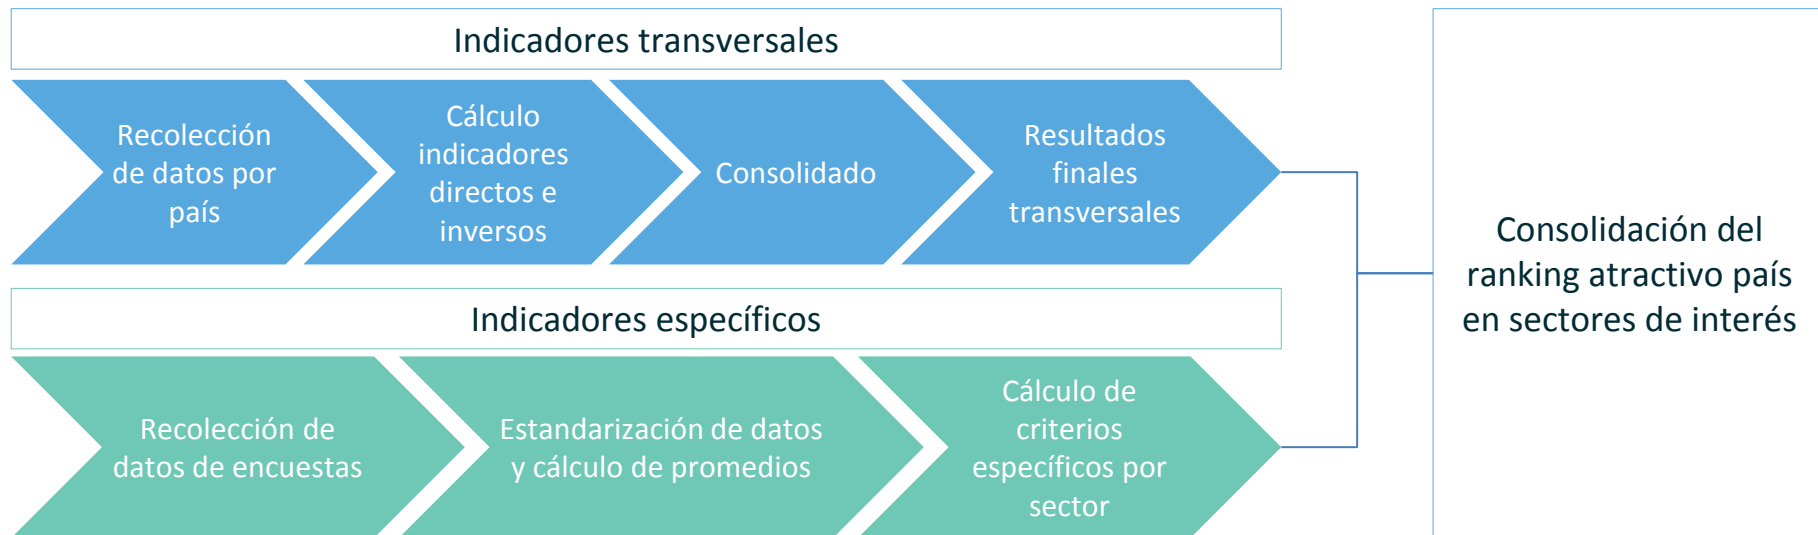 Indicadores transversales
Recolección
de datos por
país
Cálculo
indicadores
directos e
inversos
Consolidado
Resultados
finales
transversales
Indicadores específicos
Recolección de
datos de encuestas
Estandarización de datos
y cálculo de promedios
Cálculo de
criterios
específicos por
sector
Consolidación del
ranking atractivo país
en sectores de interés